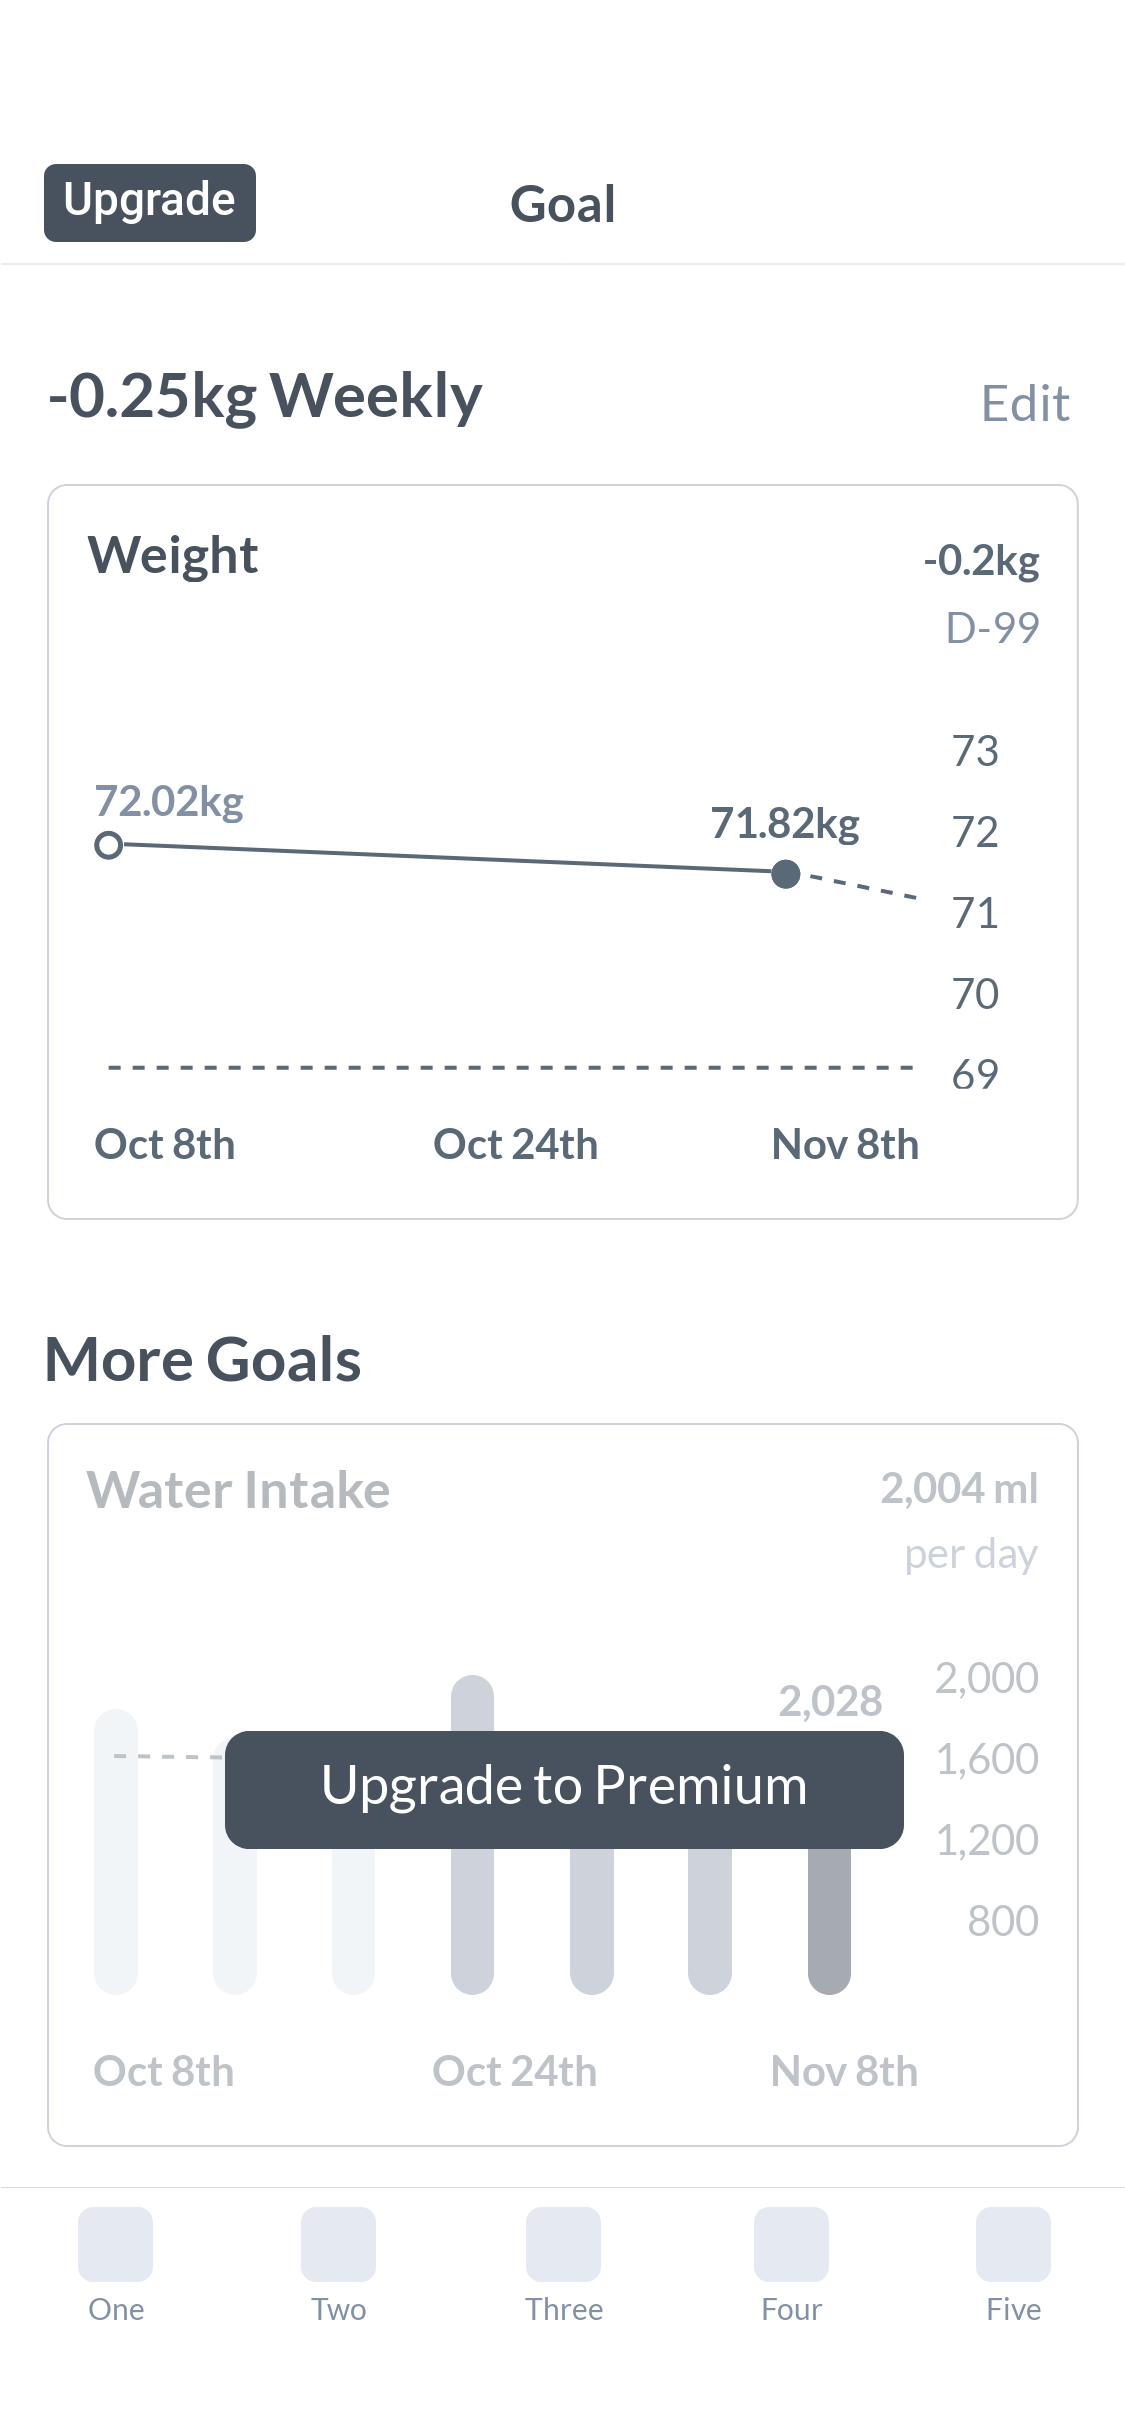 Upgrade
Goal
-0.25kg Weekly
Edit
Weight
-0.2kg
D-99
73
72.02kg
71.82kg
72
71
70
69
Oct 8th
Oct 24th
Nov 8th
More Goals
Water Intake
2,004 ml
per day
2,000
2,028
1,600
Upgrade to Premium
1,200
800
Oct 8th
Oct 24th
Nov 8th
One
Two
Three
Four
Five